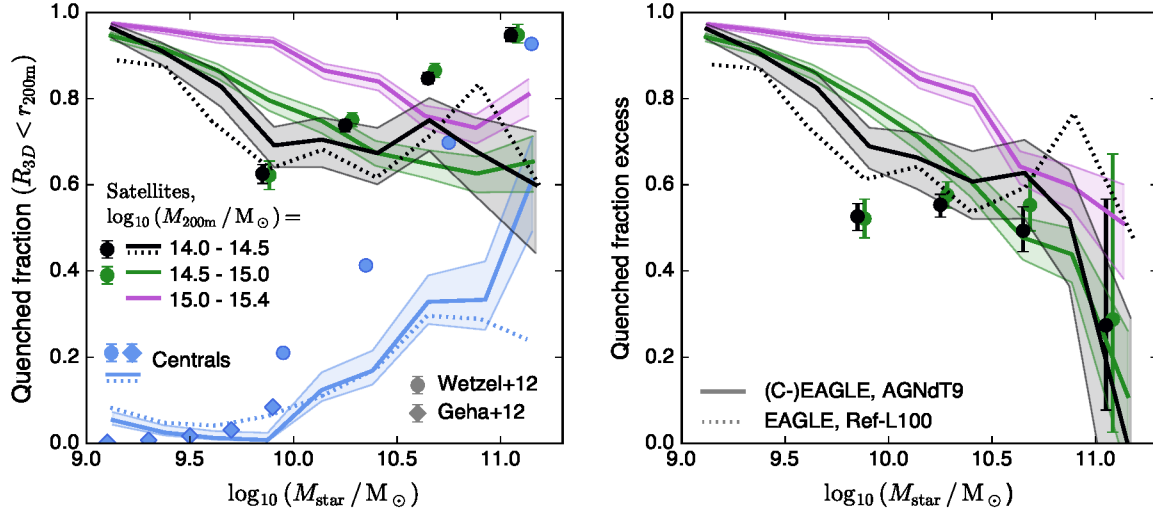 Quenched fraction (R3D < r200m)
1.0
0.8
0.6
0.4
0.2
0.0
Satellites,
log10 (M200m / M⊙) =
14.0 - 14.5
14.5 - 15.0
15.0 - 15.4
Centrals
Wetzel+12
Geha+12
9.0 9.5 10.0 10.5 11.0
log10 (Mstar / M⊙)
Quenched fraction excess
1.0
0.8
0.6
0.4
0.2
0.0
(C-)EAGLE, AGNdT9
EAGLE, Ref-L100
9.0 9.5 10.0 10.5 11.0
log10 (Mstar / M⊙)